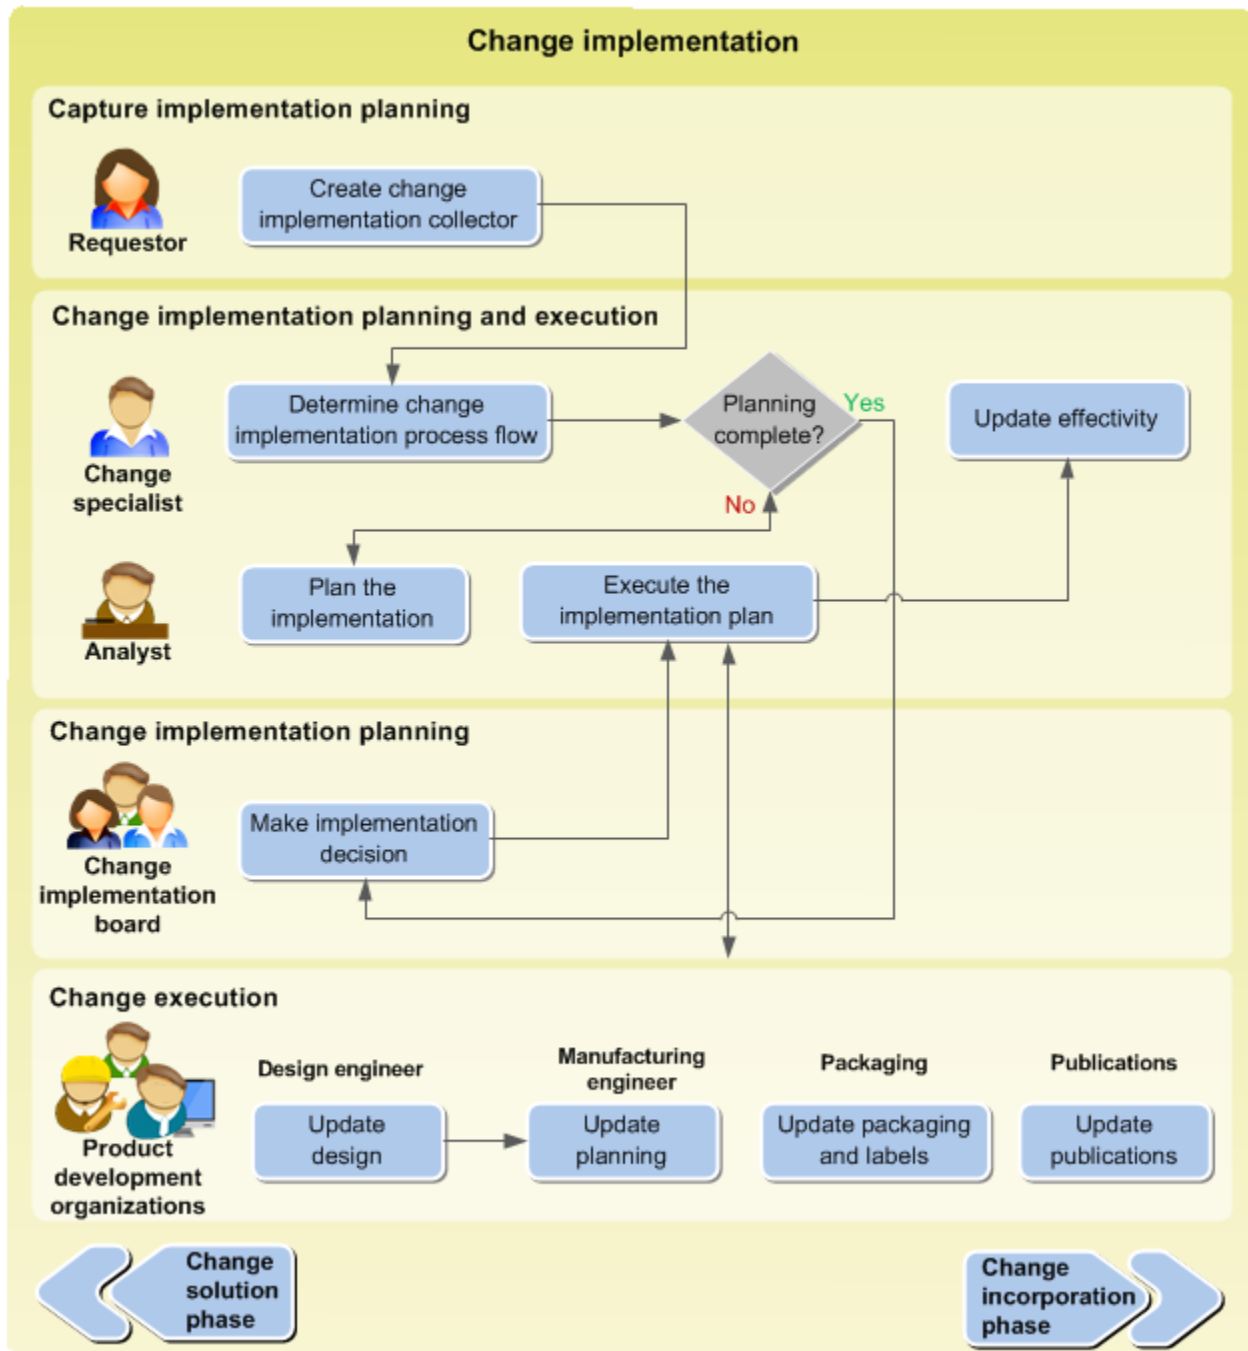 Change implementation
Capture implementation planning
Create change
implementation collector
Requestor
Change implementation planning and execution
Determine change
implementation process flow
Planning
complete?
Yes
Update effectivity
Change
specialist
No
Plan the
implementation
Execute the
implementation plan
Analyst
Change implementation planning
Make implementation
decision
Change
implementation
board
Change execution
Design engineer
Manufacturing
engineer
Packaging
Publications
Update
design
Update
planning
Update packaging
and labels
Update
publications
Product
development
organizations
Change
solution
phase
Change
incorporation
phase